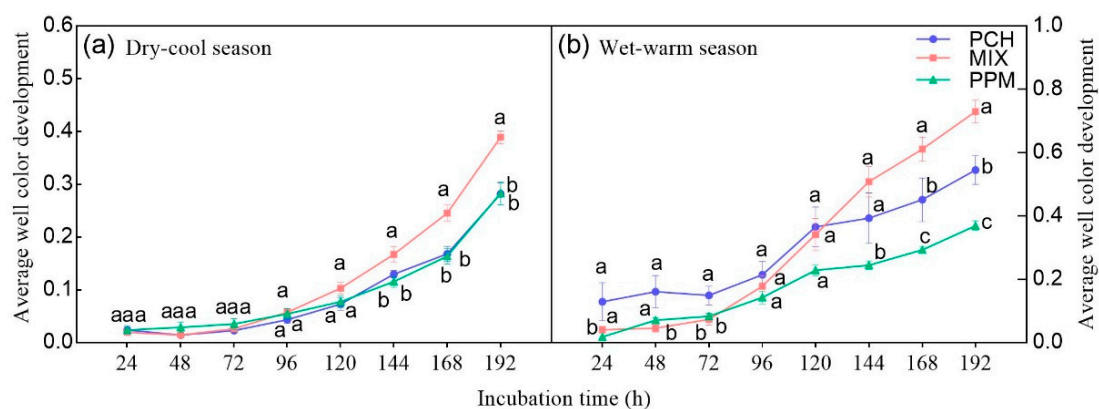 (a) Dry-cool season
(b) Wet-warm season
PCH
MIX
PPM
Average well color development
0.6
0.5
0.4
0.3
0.2
0.1
0.0
aaa
aaa
aaa
a
a a
a
b b
a
b b
a
b b
a
b
b
a
b
a
b b
a
b b
a
a
a
a
a
a
a
b
a
b
c
a
b
c
1.0
0.8
0.6
0.4
0.2
0.0
Average well color development
24 48 72 96 120 144 168 192
24 48 72 96 120 144 168 192
Incubation time (h)